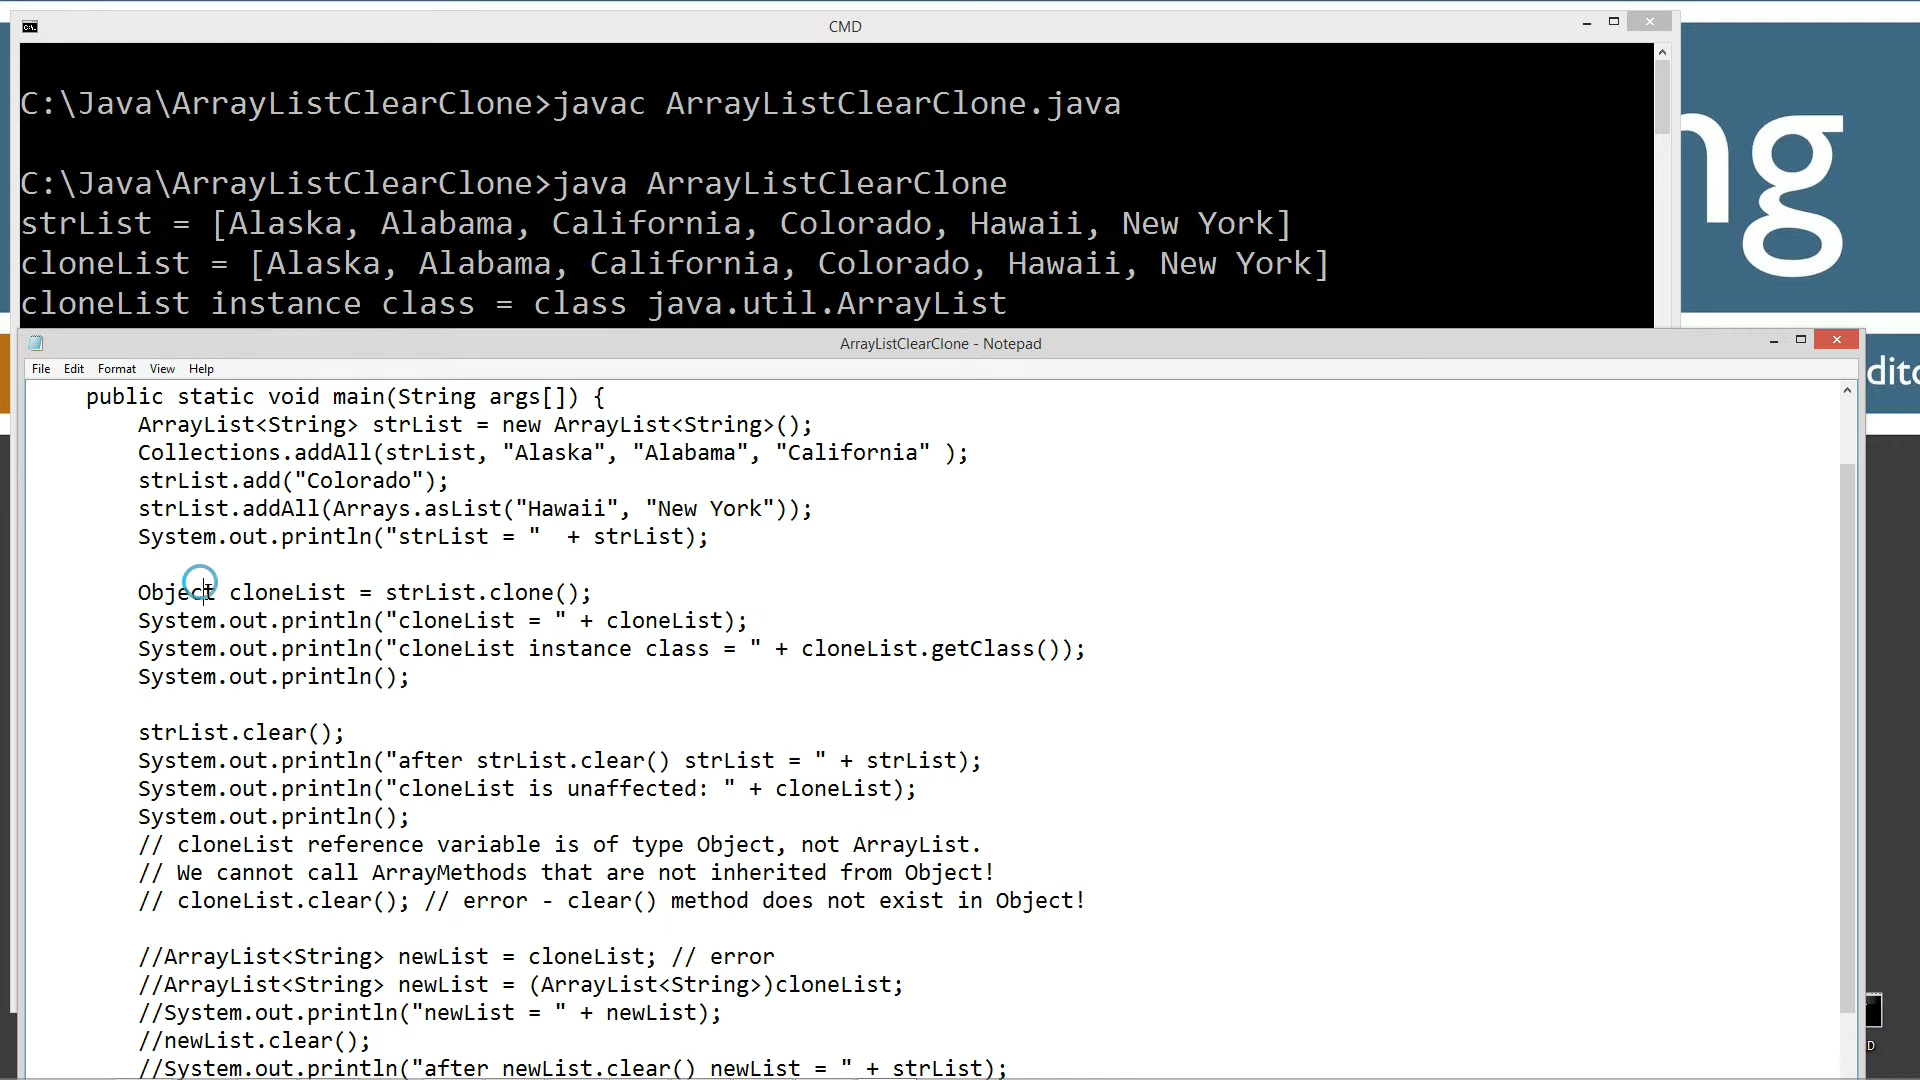 CMD
C:\Java\ArrayListClearClone>javac ArrayListClearClone.java
C:\Java\ArrayListClearClone>java ArrayListClearClone
strList = [Alaska, Alabama, California, Colorado, Hawaii, New York]
cloneList = [Alaska, Alabama, California, Colorado, Hawaii, New York]
cloneList instance class = class java.util.ArrayList
ng
ArrayListClearClone - Notepad
File Edit Format View Help
dito
public static void main(String args[]) {
ArrayList<String> strList = new ArrayList<String>();
Collections.addAll(strList, "Alaska", "Alabama", "California" );
strList.add("Colorado");
strList.addAll(Arrays.asList("Hawaii", "New York"));
System.out.println("strList = "  + strList);
Object cloneList = strList.clone();
System.out.println("cloneList = " + cloneList);
System.out.println("cloneList instance class = " + cloneList.getClass());
System.out.println();
strList.clear();
System.out.println("after strList.clear() strList = " + strList);
System.out.println("cloneList is unaffected: " + cloneList);
System.out.println();
// cloneList reference variable is of type Object, not ArrayList.
// We cannot call ArrayMethods that are not inherited from Object!
// cloneList.clear(); // error - clear() method does not exist in Object!
//ArrayList<String> newList = cloneList; // error
//ArrayList<String> newList = (ArrayList<String>)cloneList;
//System.out.println("newList = " + newList);
//newList.clear();
//System.out.println("after newList.clear() newList = " + strList);
D